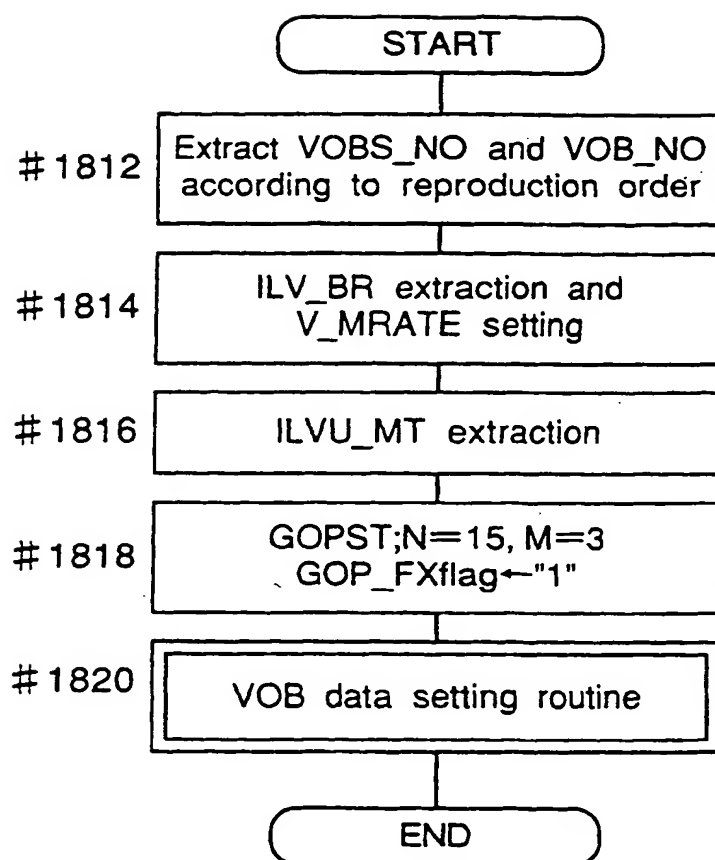 START
#1812
Extract VOBS_NO and VOB_NO
according to reproduction order
#1814
ILV_BR extraction and
V_MRATE setting
#1816
ILVU_MT extraction
#1818
GOPST;N=15, M=3
GOP_FXflag←"1"
#1820
VOB data setting routine
END